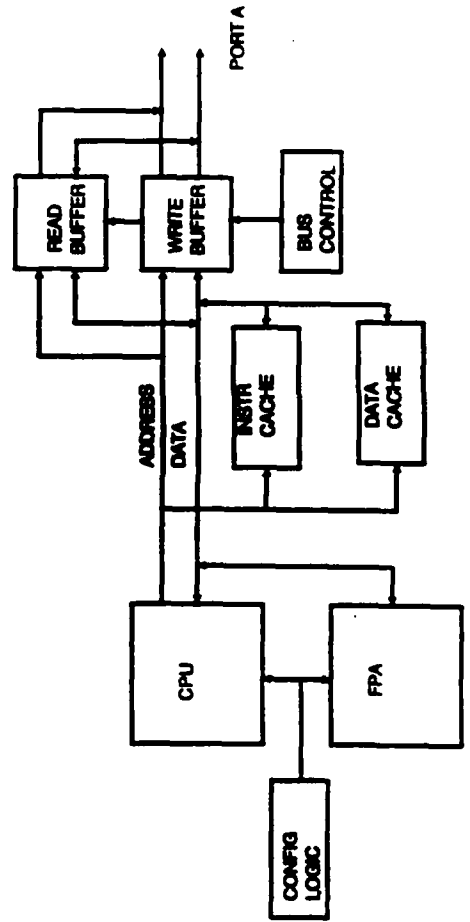 PORT A
READ
BUFFER
WRITE
BUFFER
BUS
CONTROL
ADDRESS
DATA
INSTR
CACHE
DATA
CACHE
CPU
FPA
CONFIG
LOGIC